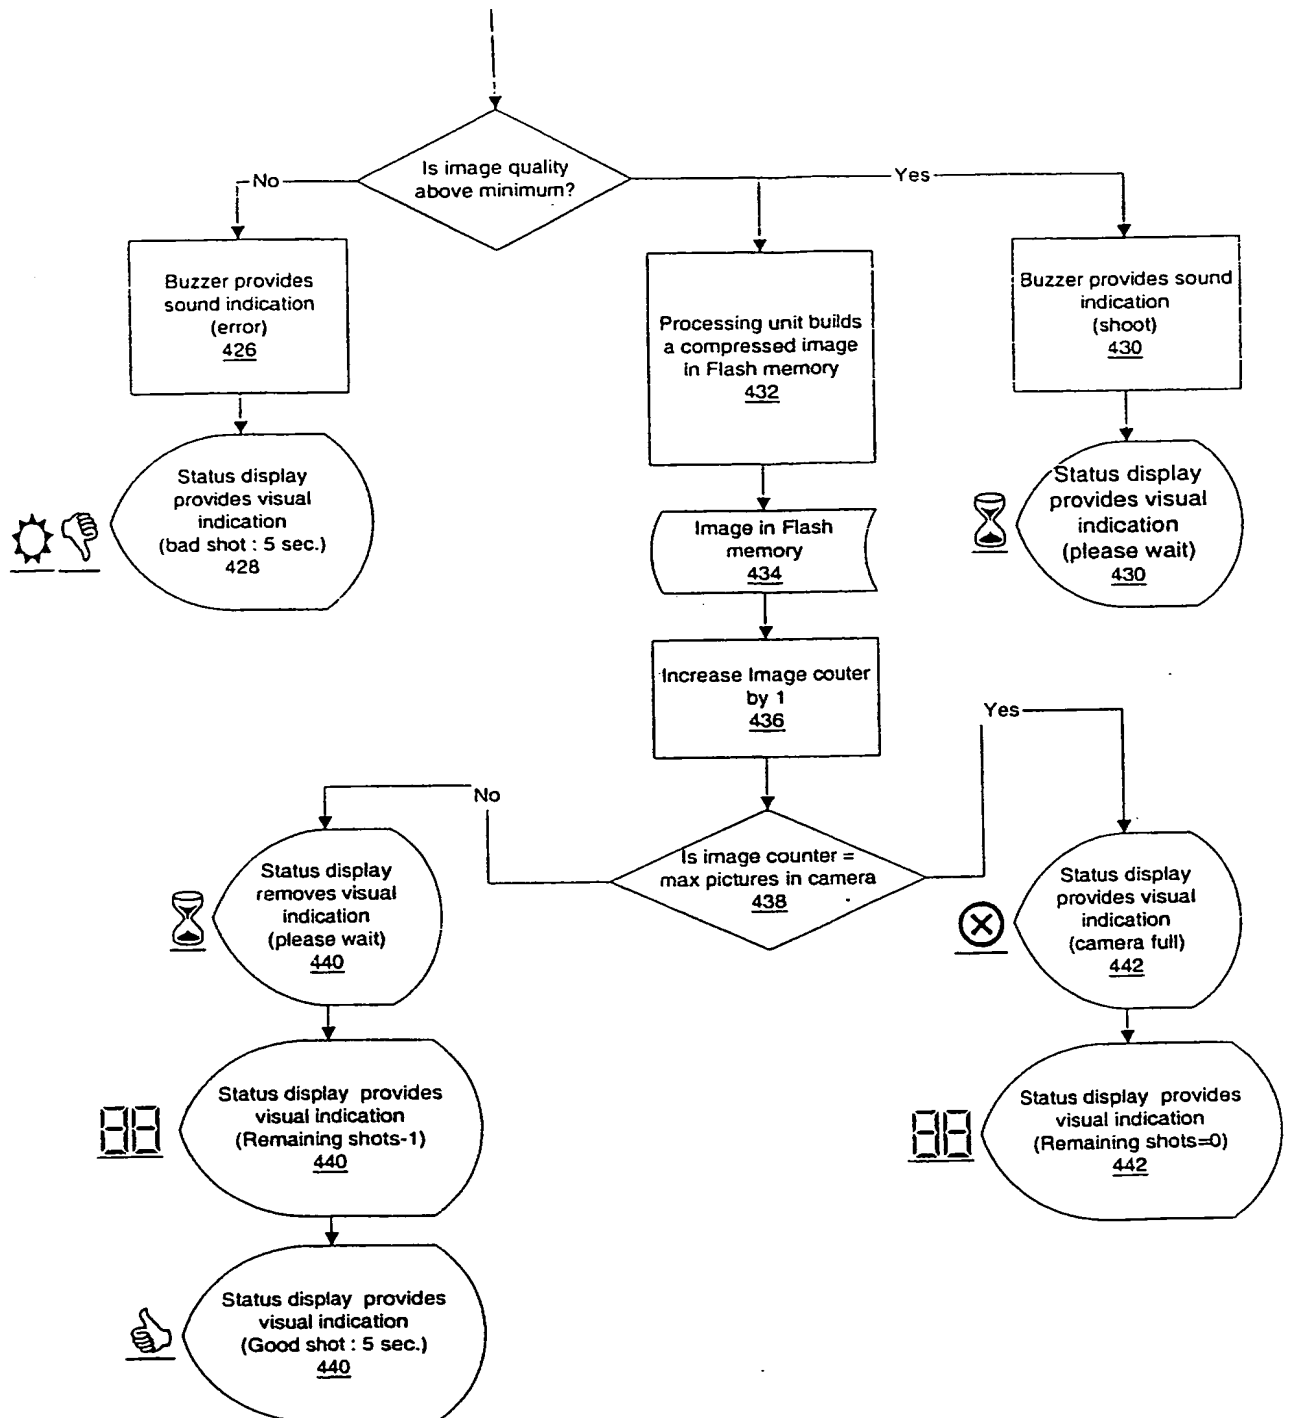 Is image quality
above minimum?
No
Yes
Buzzer provides
sound indication
(error)
426
Processing unit builds
a compressed image
in Flash memory
432
Buzzer provides sound
indication
(shoot)
430
Status display
provides visual
indication
(bad shot : 5 sec.)
428
Image in Flash
memory
434
Status display
provides visual
indication
(please wait)
430
Increase Image couter
by 1
436
Yes
No
Is image counter =
max pictures in camera
438
Status display
removes visual
indication
(please wait)
440
Status display
provides visual
indication
(camera full)
442
Status display provides
visual indication
(Remaining shots-1)
440
88
Status display provides
visual indication
(Remaining shots=0)
442
88
Status display provides
visual indication
(Good shot : 5 sec.)
440